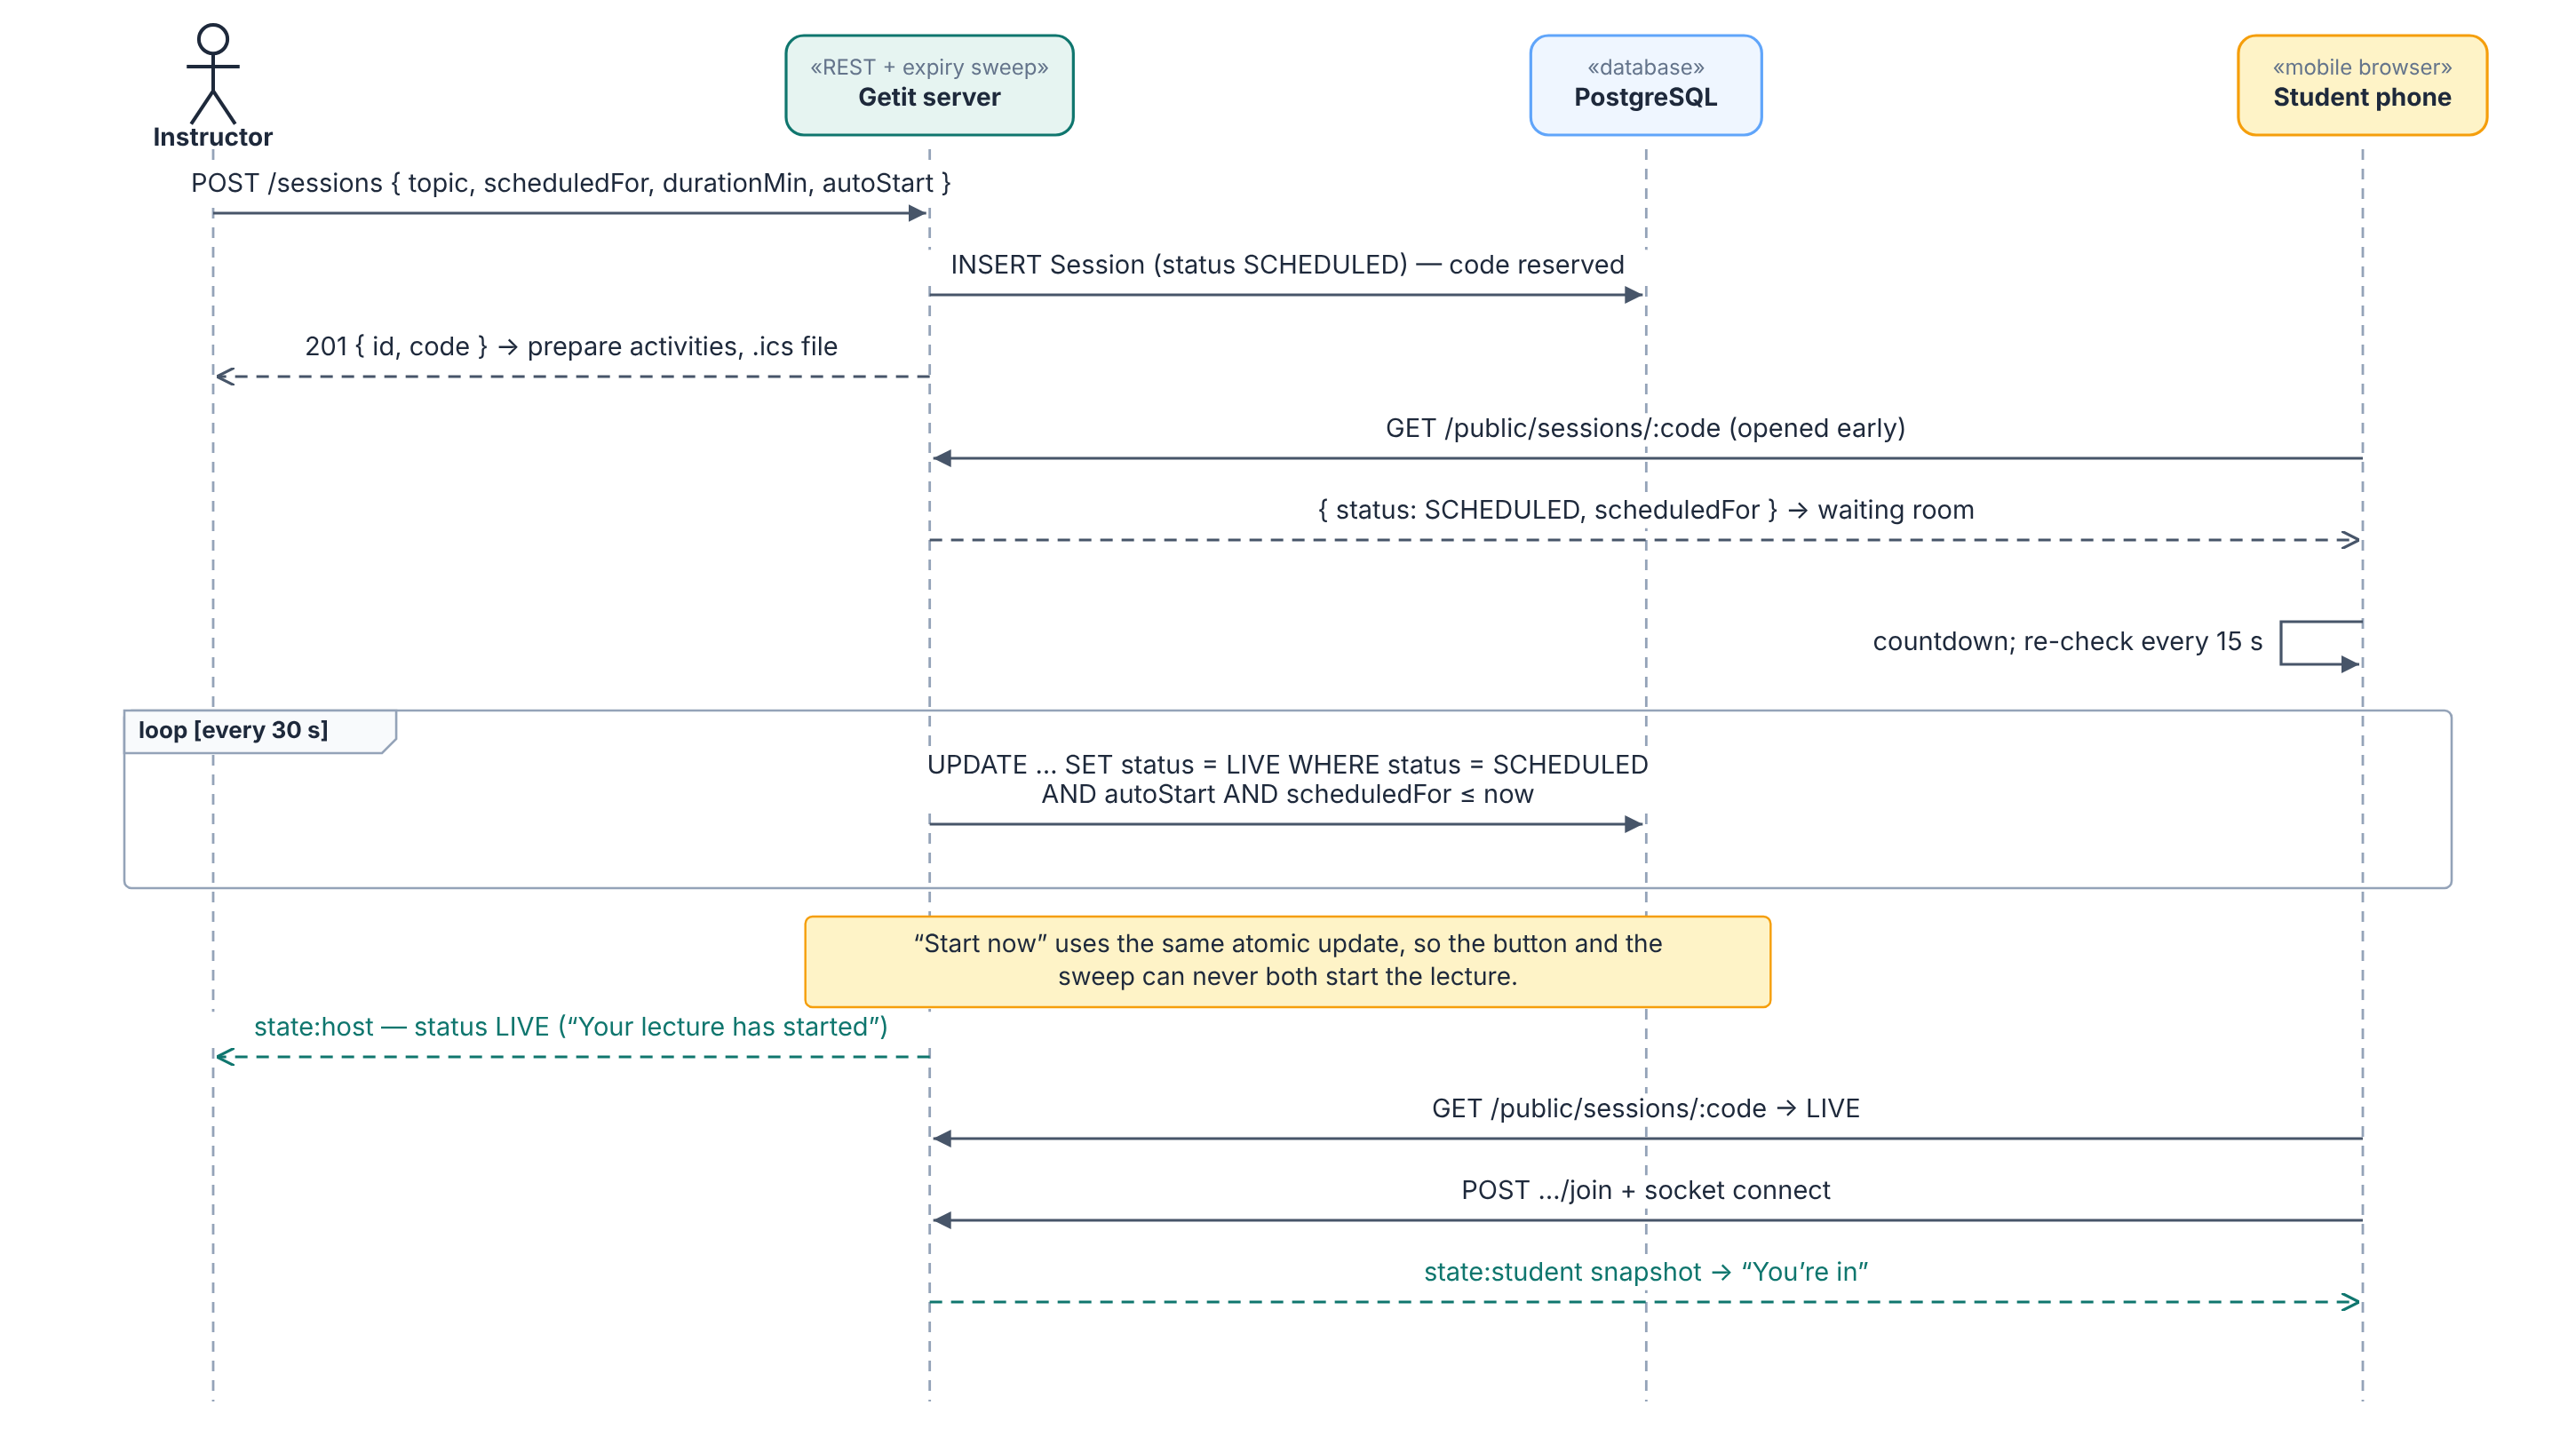 «REST + expiry sweep»
Getit server
«database»
PostgreSQL
«mobile browser»
Student phone
Instructor
POST /sessions { topic, scheduledFor, durationMin, autoStart }
INSERT Session (status SCHEDULED) — code reserved
201 { id, code } → prepare activities, .ics file
GET /public/sessions/:code (opened early)
{ status: SCHEDULED, scheduledFor } → waiting room
countdown; re-check every 15 s
loop [every 30 s]
UPDATE … SET status = LIVE WHERE status = SCHEDULED
AND autoStart AND scheduledFor ≤ now
“Start now” uses the same atomic update, so the button and the
sweep can never both start the lecture.
state:host — status LIVE (“Your lecture has started”)
GET /public/sessions/:code → LIVE
POST …/join + socket connect
state:student snapshot → “You’re in”